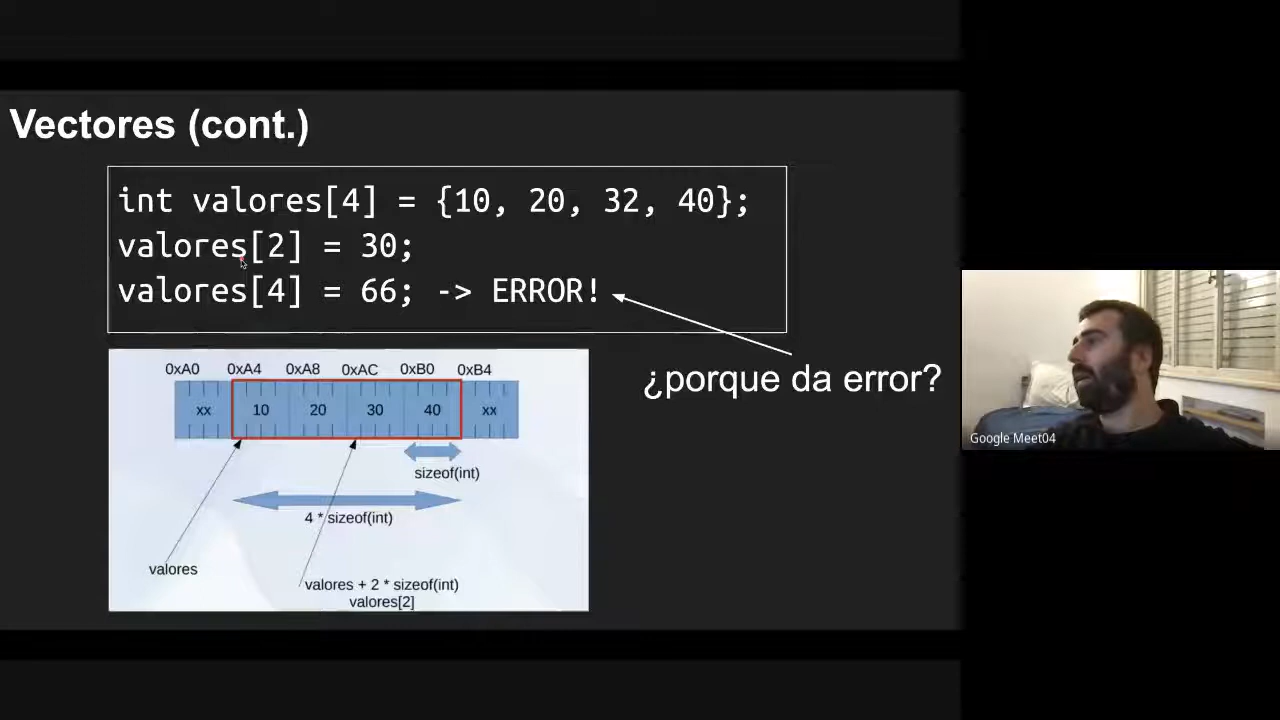 Vectores (cont.)
int valores[4] = {10, 20, 32, 40};
valores[2] = 30;
valores[4] = 66; -> ERROR!
¿porque da error?
0xA0 0xA4 0xA8 0xAC 0xB0 0xB4
xx 10 20 30 40 xx
sizeof(int)
4 * sizeof(int)
valores
valores + 2 * sizeof(int)
valores[2]
Google Meet04